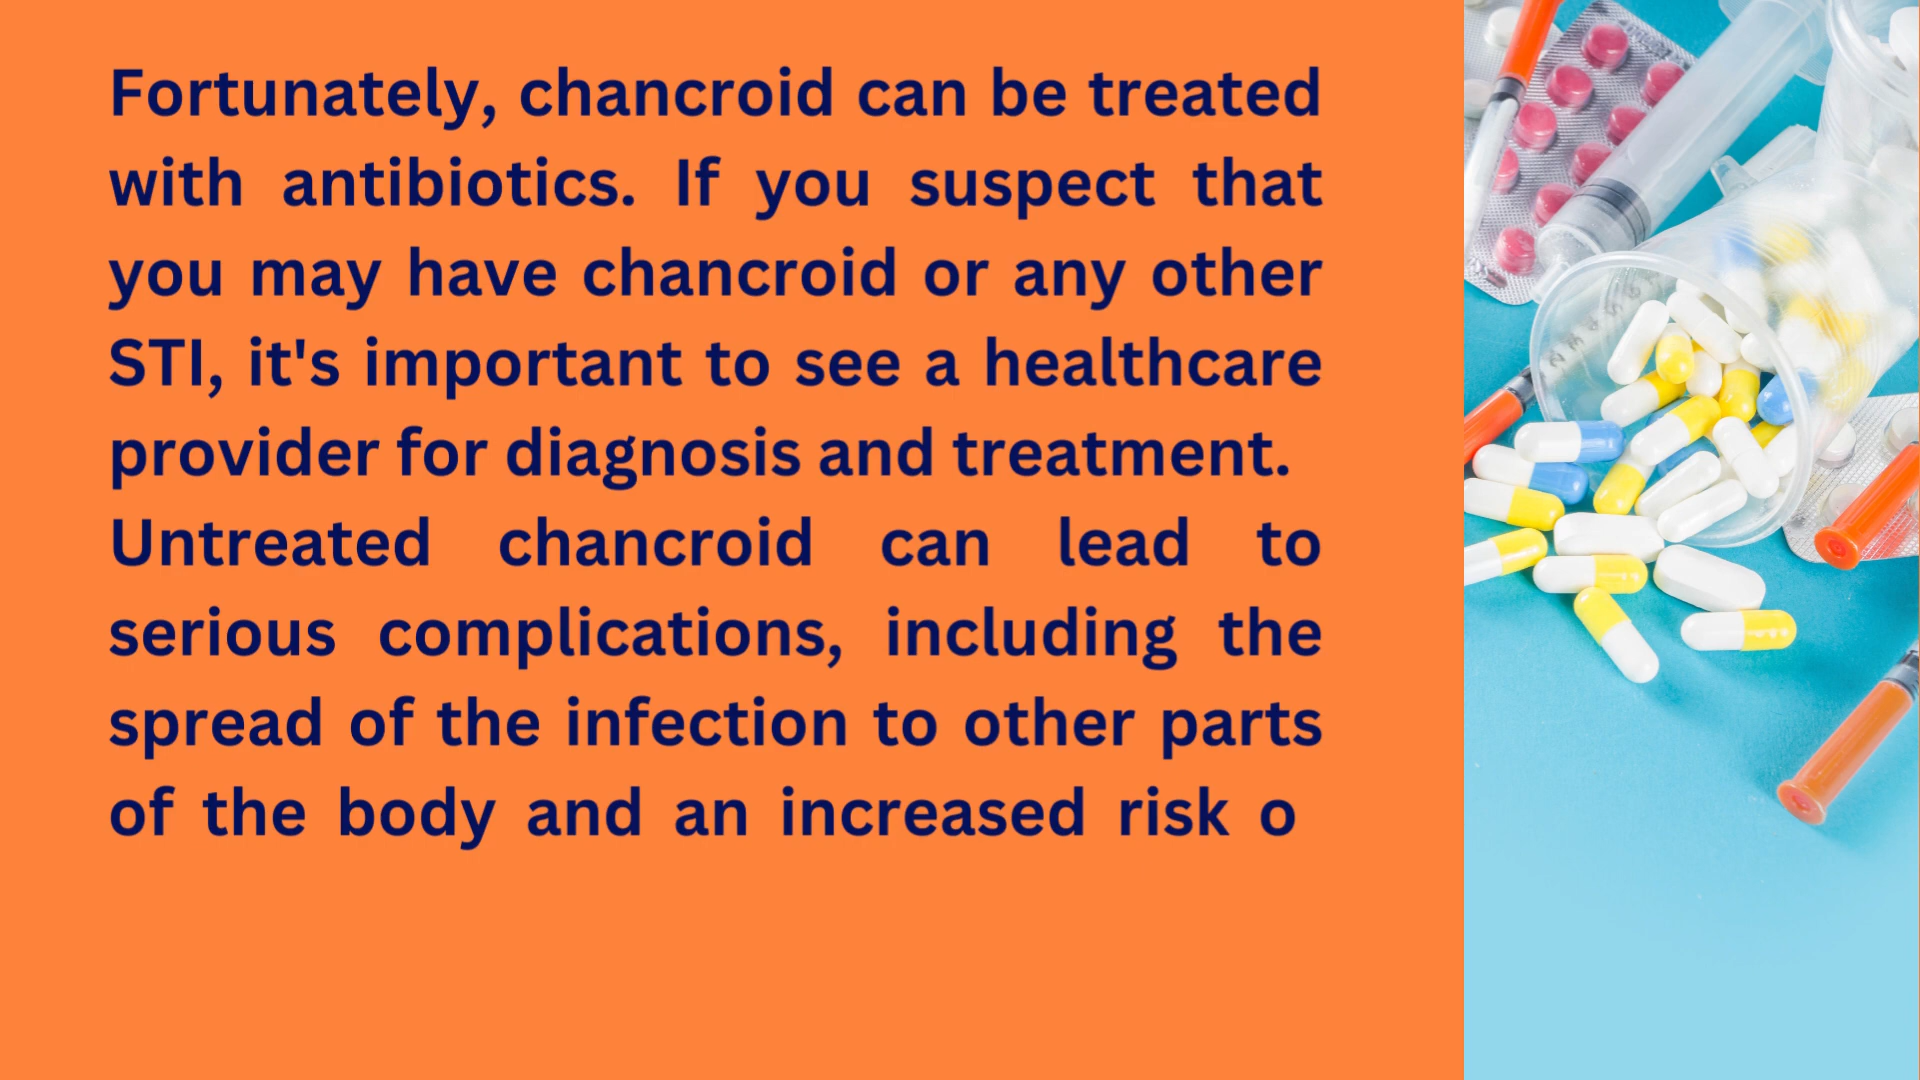 Fortunately, chancroid can be treated
with antibiotics. If you suspect that
you may have chancroid or any other
STI, it's important to see a healthcare
provider for diagnosis and treatment.
Untreated chancroid can lead to
serious complications, including the
spread of the infection to other parts
of the body and an increased risk o